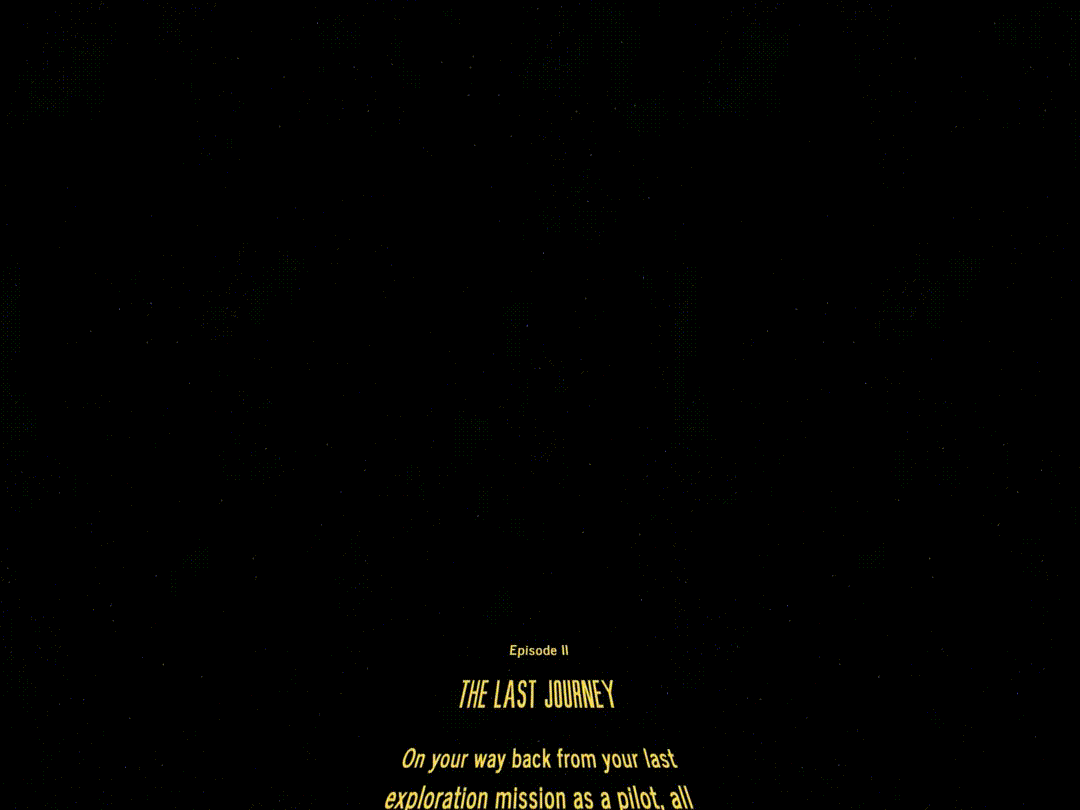 Episode II
THE LAST JOURNEY
On your way back from your last
exploration mission as a pilot, all